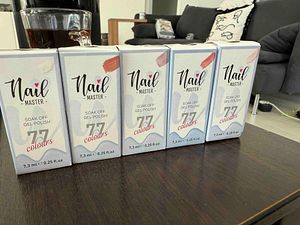 Nail
MASTER
SOAK OFF
GEL POLISH
77
colours
7,3 ml ℮ 0.25 fl.oz
Nail
MASTER
SOAK OFF
GEL POLISH
77
colours
7,3 ml ℮ 0.25 fl.oz
Nail
MASTER
SOAK OFF
GEL POLISH
77
colours
7,3 ml ℮ 0.25 fl.oz
Nail
MASTER
SOAK OFF
GEL POLISH
77
colours
7,3 ml ℮ 0.25 fl.oz
Nail
MASTER
SOAK OFF
GEL POLISH
77
colours
7,3 ml ℮ 0.25 fl.oz